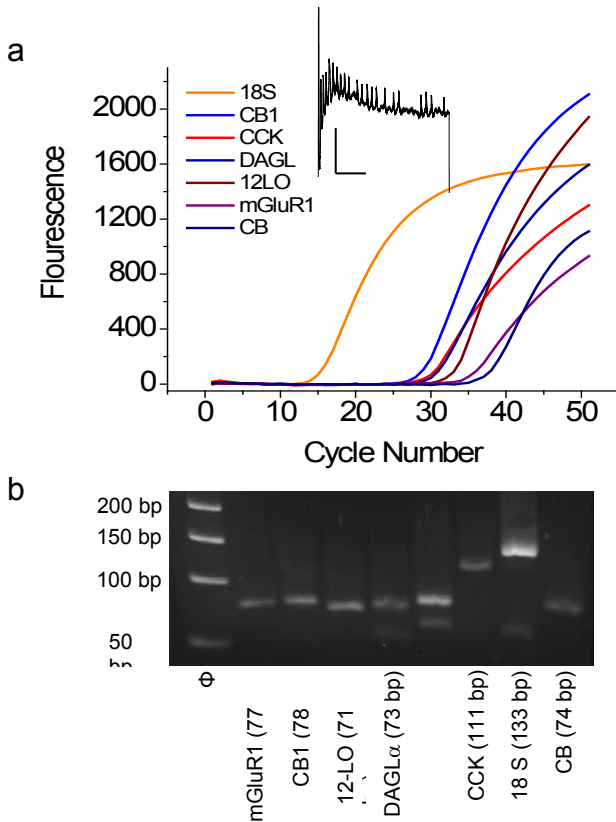 a
2000
1600
1200
800
400
0
Flourescence
18S
CB1
CCK
DAGL
12LO
mGluR1
CB
0
10
20
30
40
50
Cycle Number
b
200 bp
150 bp
100 bp
50
Φ
mGluR1 (77
CB1 (78
12-LO (71
DAGLα (73 bp)
CCK (111 bp)
18 S (133 bp)
CB (74 bp)